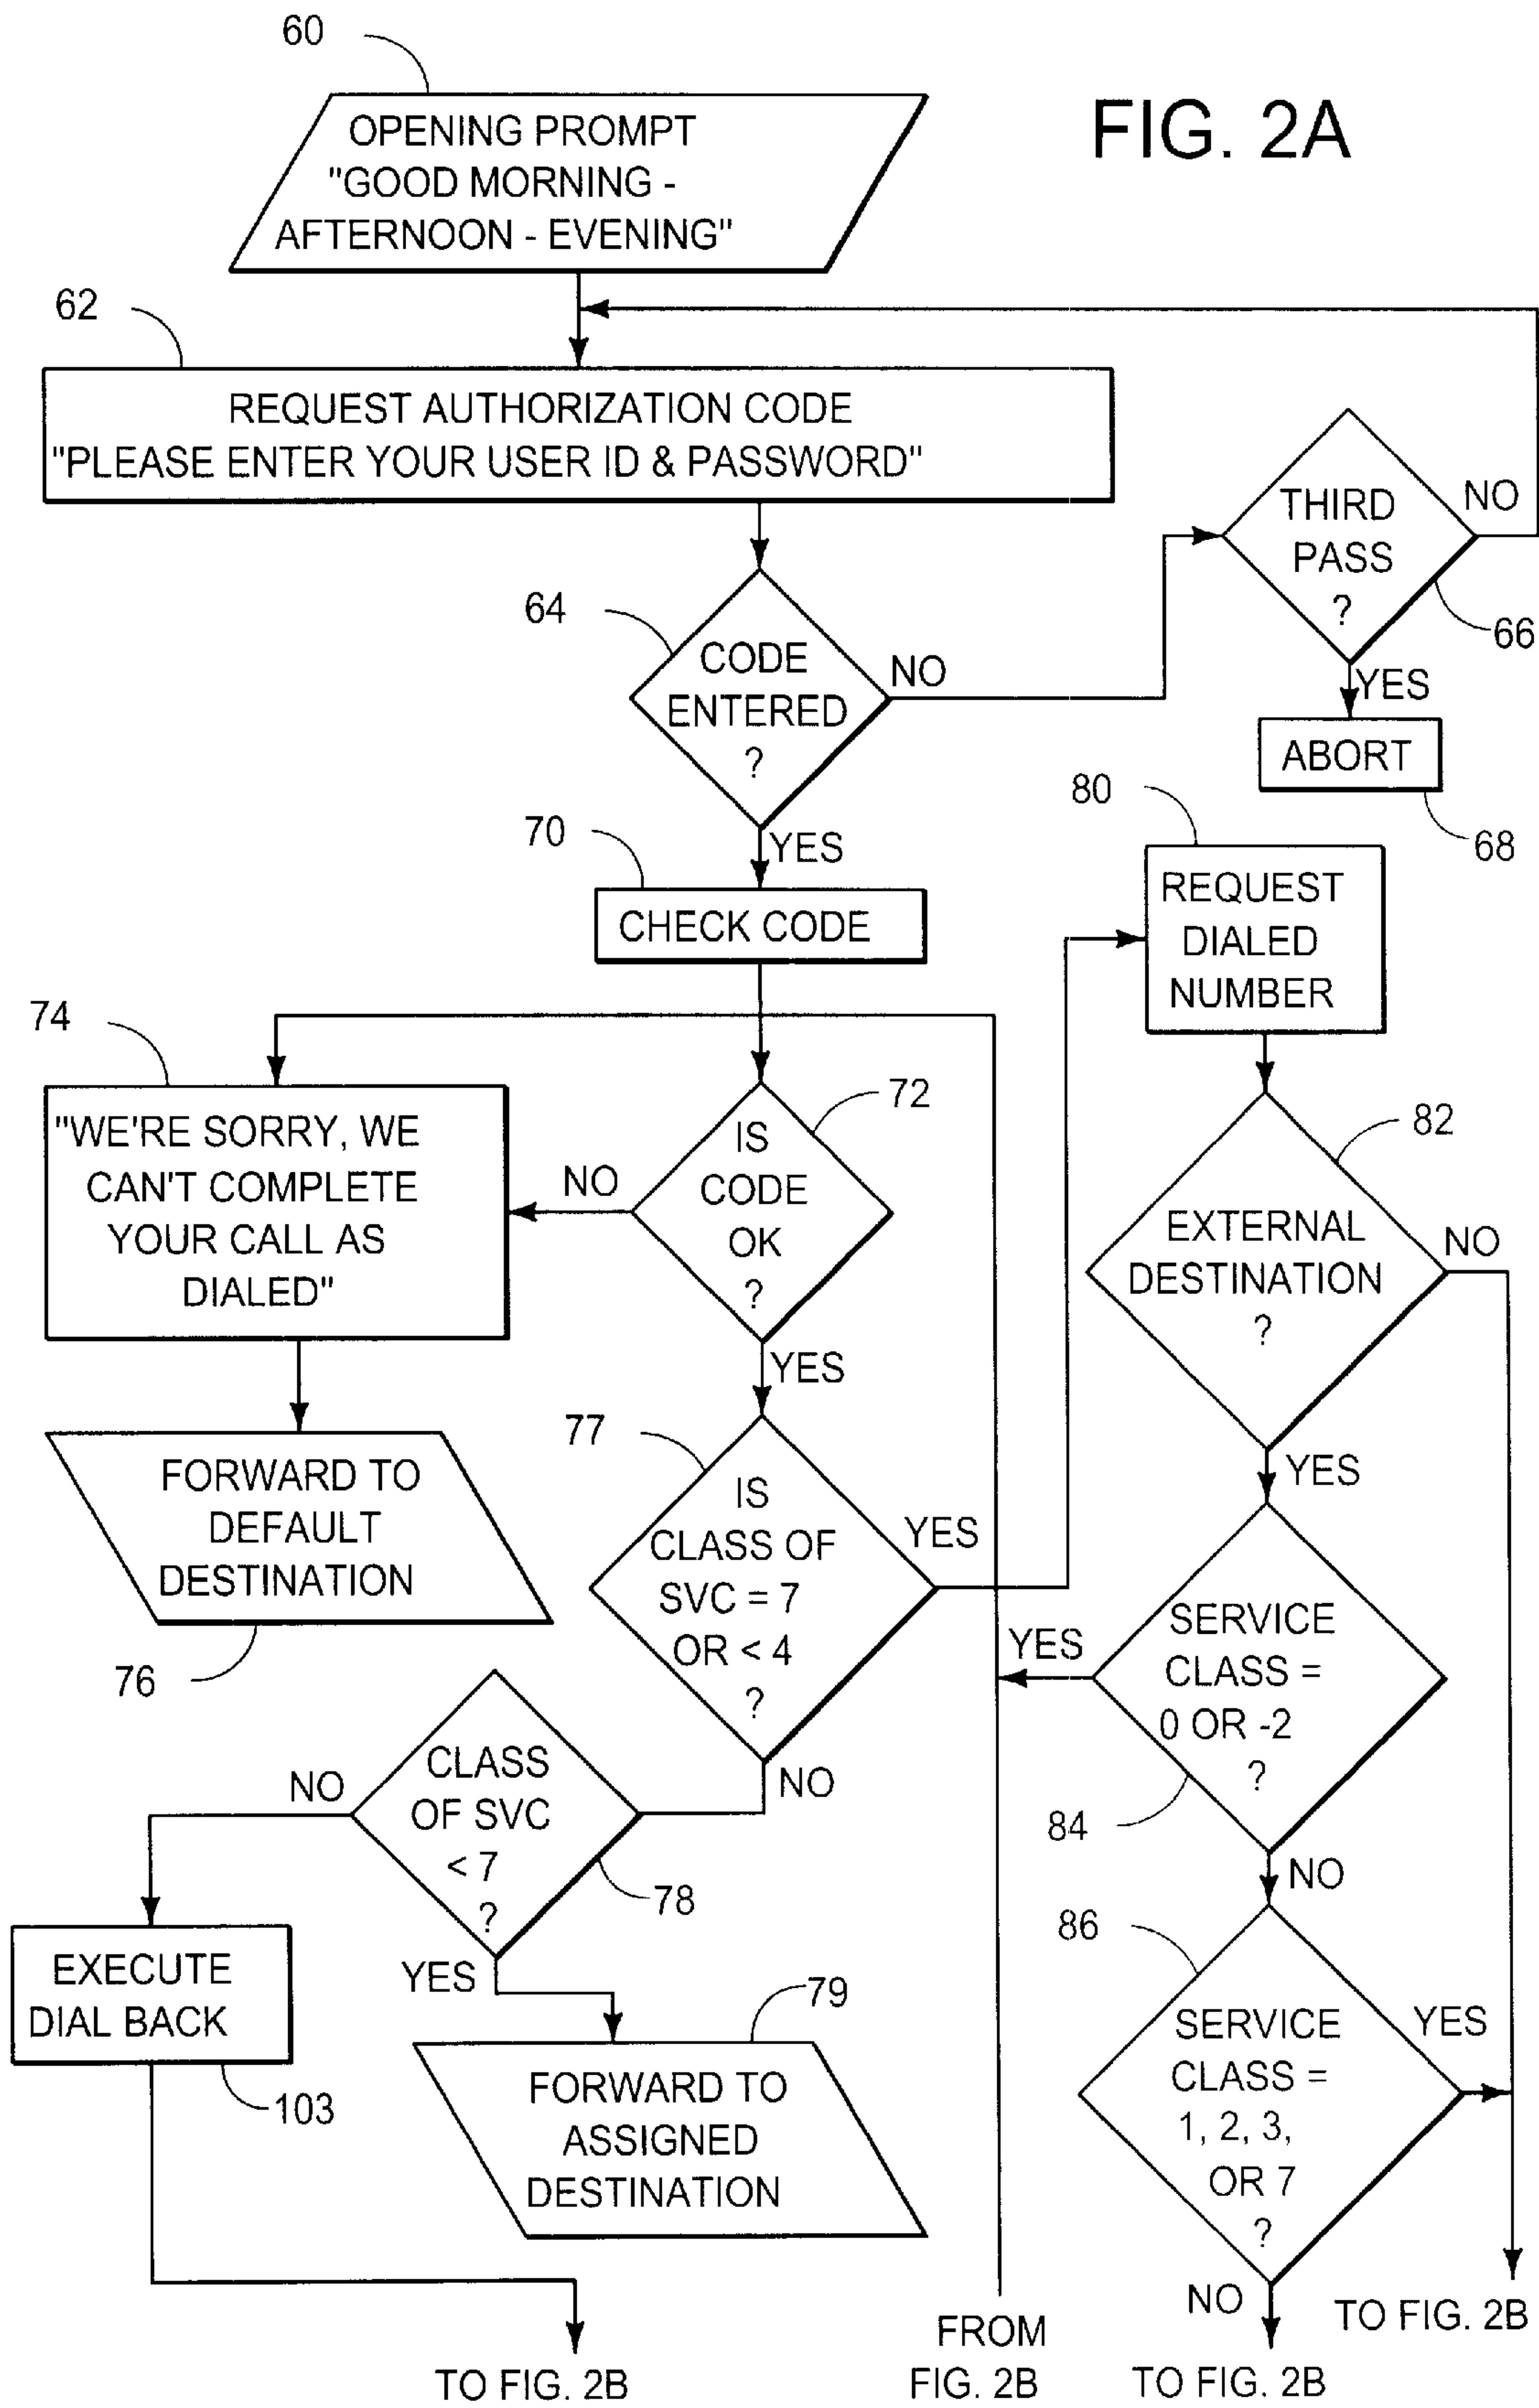 60
FIG. 2A
OPENING PROMPT
"GOOD MORNING -
AFTERNOON - EVENING"
62
REQUEST AUTHORIZATION CODE
"PLEASE ENTER YOUR USER ID & PASSWORD"
THIRD
PASS
?
NO
66
YES
ABORT
68
64
CODE
ENTERED
?
NO
YES
70
CHECK CODE
80
REQUEST
DIALED
NUMBER
74
"WE'RE SORRY, WE
CAN'T COMPLETE
YOUR CALL AS
DIALED"
NO
72
IS
CODE
OK
?
YES
82
EXTERNAL
DESTINATION
?
NO
YES
FORWARD TO
DEFAULT
DESTINATION
76
77
IS
CLASS OF
SVC = 7
OR < 4
?
YES
NO
YES
SERVICE
CLASS =
0 OR -2
?
84
NO
NO
CLASS
OF SVC
< 7
?
78
YES
EXECUTE
DIAL BACK
103
79
FORWARD TO
ASSIGNED
DESTINATION
86
SERVICE
CLASS =
1, 2, 3,
OR 7
?
YES
NO
TO FIG. 2B
FROM
FIG. 2B
TO FIG. 2B
TO FIG. 2B